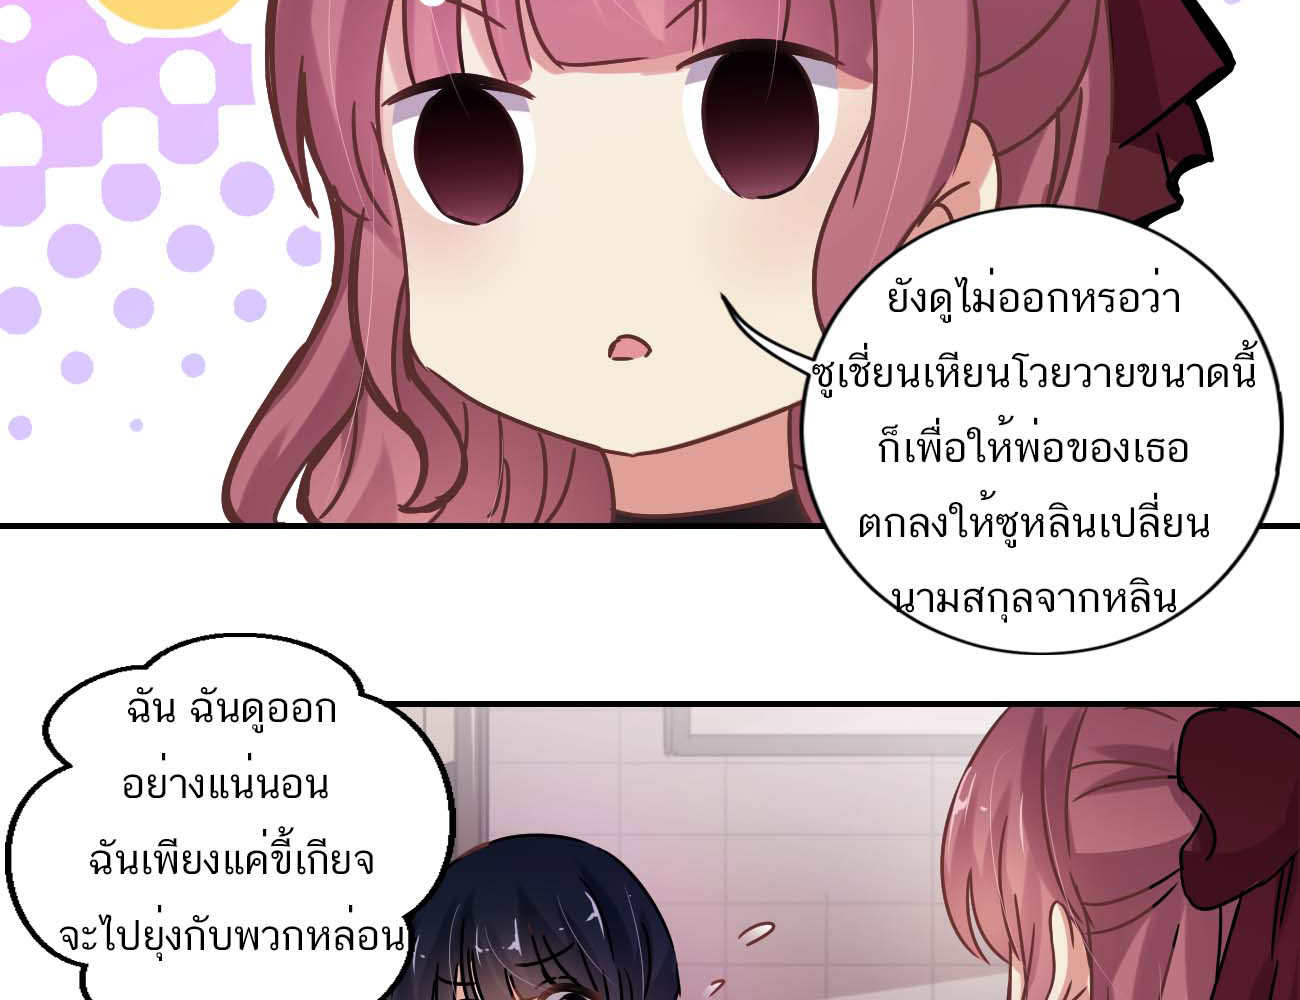 ยังดูไม่ออกหรอว่า
ซูเชี่ยนเหียนโวยวายขนาดนี้
ก็เพื่อให้พ่อของเธอ
ตกลงให้ซูหลินเปลี่ยน
นามสกุลจากหลิน
ฉัน ฉันดูออก
อย่างแน่นอน
ฉันเพียงแค่ขี้เกียจ
จะไปยุ่งกับพวกหล่อน